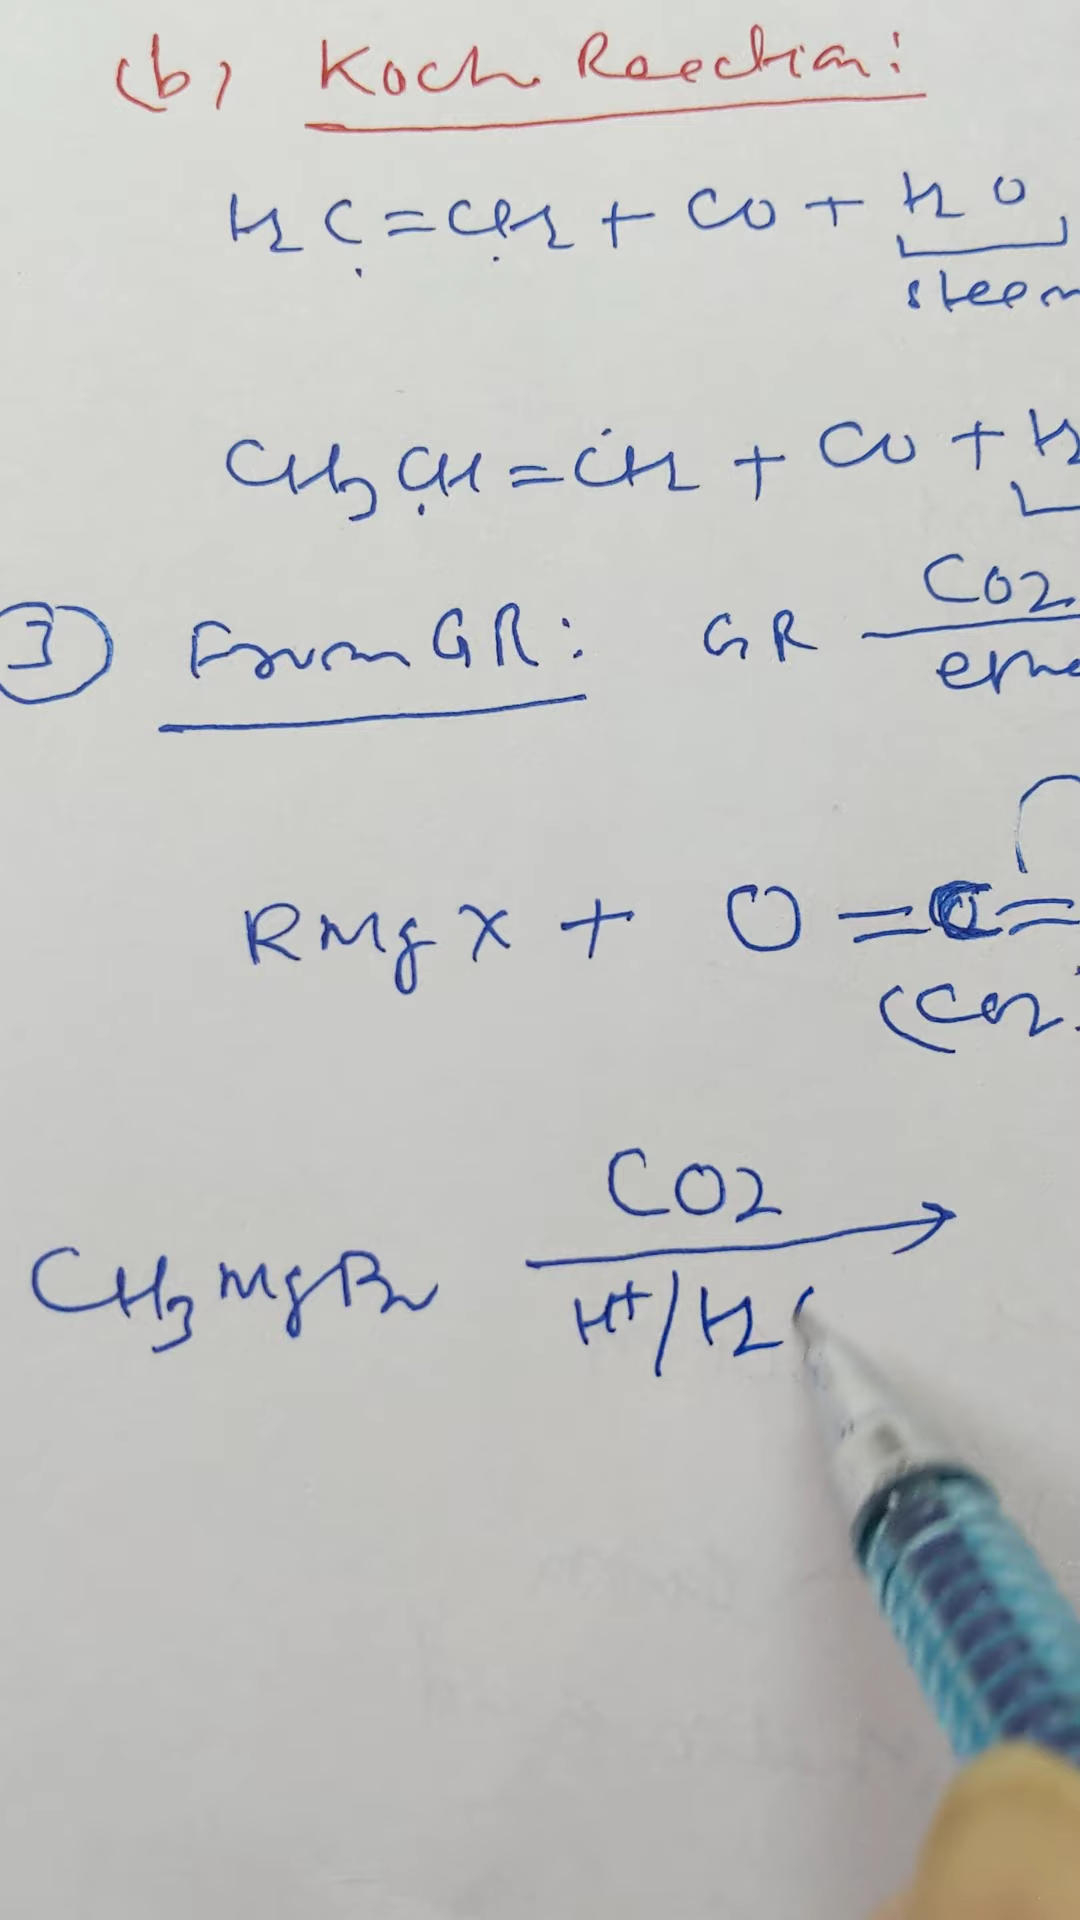 (b) Koch Reaction:
H2C=CH2 + CO + H2O
steam
CH3CH=CH2 + CO + H2
3 From GR: GR CO2
ethe
RMgX + O=C=
(CO2)
CH3MgBr CO2
H+/H2